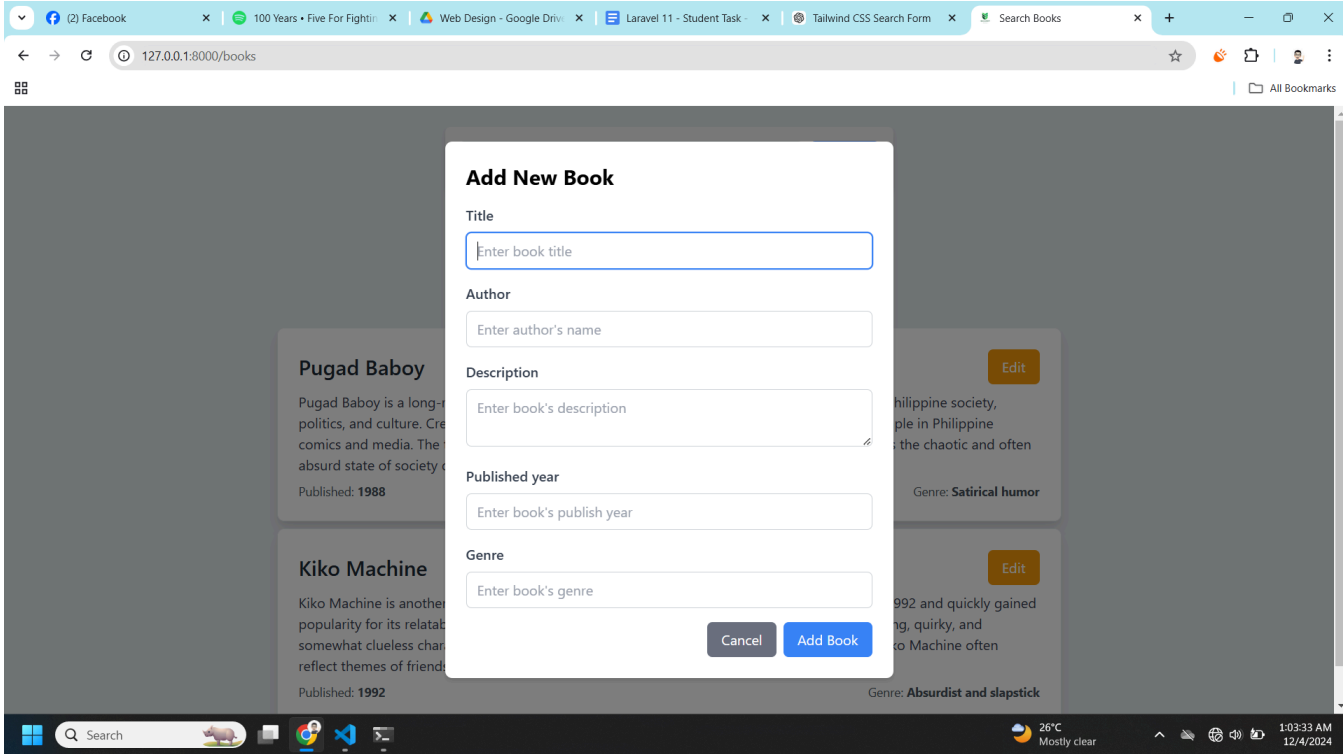 (2) Facebook
100 Years • Five For Fightin
Web Design - Google Drive
Laravel 11 - Student Task -
Tailwind CSS Search Form
Search Books
127.0.0.1:8000/books
All Bookmarks
Add New Book
Title
Enter book title
Author
Enter author's name
Description
Enter book's description
Published year
Enter book's publish year
Genre
Enter book's genre
Cancel
Add Book
Pugad Baboy
Edit
Pugad Baboy is a long- hilippine society,
politics, and culture. Cre ple in Philippine
comics and media. The the chaotic and often
absurd state of society
Published: 1988
Genre: Satirical humor
Kiko Machine
Edit
Kiko Machine is another 992 and quickly gained
popularity for its relatab ng, quirky, and
somewhat clueless char o Machine often
reflect themes of friends
Published: 1992
Genre: Absurdist and slapstick
Search
26°C
Mostly clear
1:03:33 AM
12/4/2024